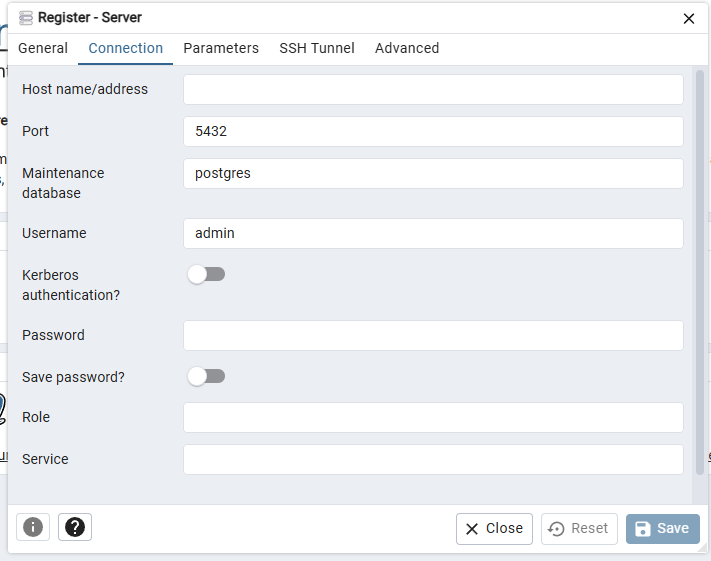 Register - Server
General Connection Parameters SSH Tunnel Advanced
Host name/address
Port 5432
Maintenance
database postgres
Username admin
Kerberos
authentication?
Password
Save password?
Role
Service
Close Reset Save